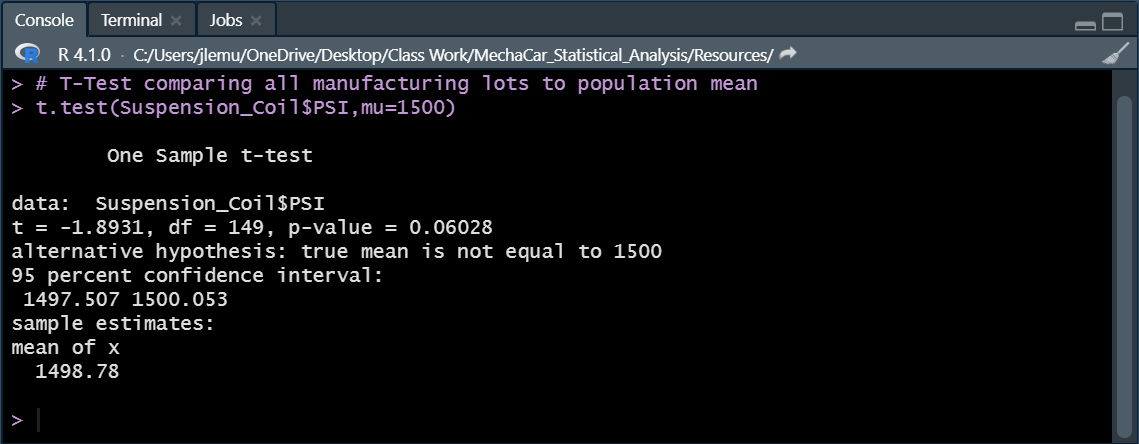 Console Terminal × Jobs ×
R R 4.1.0 · C:/Users/jlemu/OneDrive/Desktop/Class Work/MechaCar_Statistical_Analysis/Resources/
> # T-Test comparing all manufacturing lots to population mean
> t.test(Suspension_Coil$PSI,mu=1500)
One Sample t-test
data:  Suspension_Coil$PSI
t = -1.8931, df = 149, p-value = 0.06028
alternative hypothesis: true mean is not equal to 1500
95 percent confidence interval:
 1497.507 1500.053
sample estimates:
mean of x
  1498.78
>